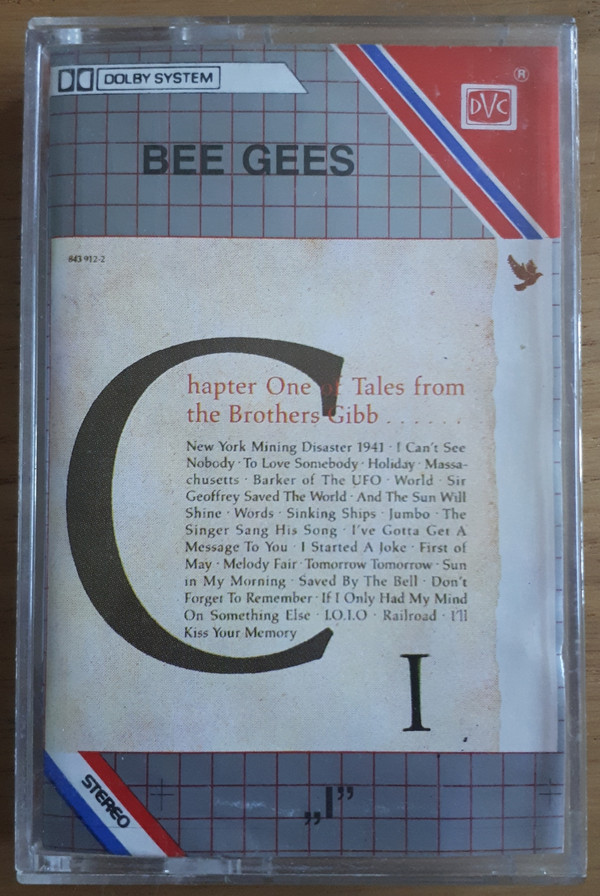 DOLBY SYSTEM
DVC
®
BEE GEES
843 912-2
Chapter One of Tales from
the Brothers Gibb . . . . . .
New York Mining Disaster 1941 · I Can't See
Nobody · To Love Somebody · Holiday · Massa-
chusetts · Barker of The UFO · World · Sir
Geoffrey Saved The World · And The Sun Will
Shine · Words · Sinking Ships · Jumbo · The
Singer Sang His Song · I've Gotta Get A
Message To You · I Started A Joke · First of
May · Melody Fair · Tomorrow Tomorrow · Sun
in My Morning · Saved By The Bell · Don't
Forget To Remember · If I Only Had My Mind
On Something Else · I.O.I.O · Railroad · I'll
Kiss Your Memory
I
STEREO
„I”